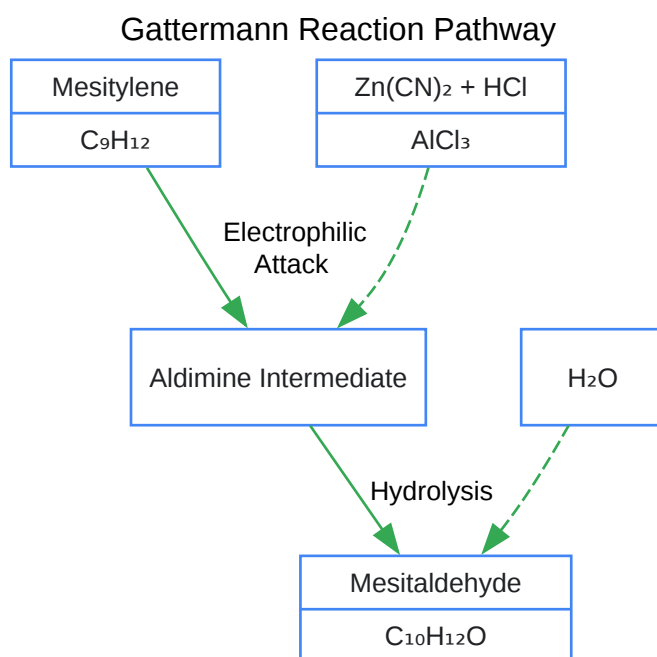 Gattermann Reaction Pathway
Mesitylene
C₉H₁₂
Zn(CN)₂ + HCl
AlCl₃
Electrophilic
Attack
Aldimine Intermediate
H₂O
Hydrolysis
Mesitaldehyde
C₁₀H₁₂O